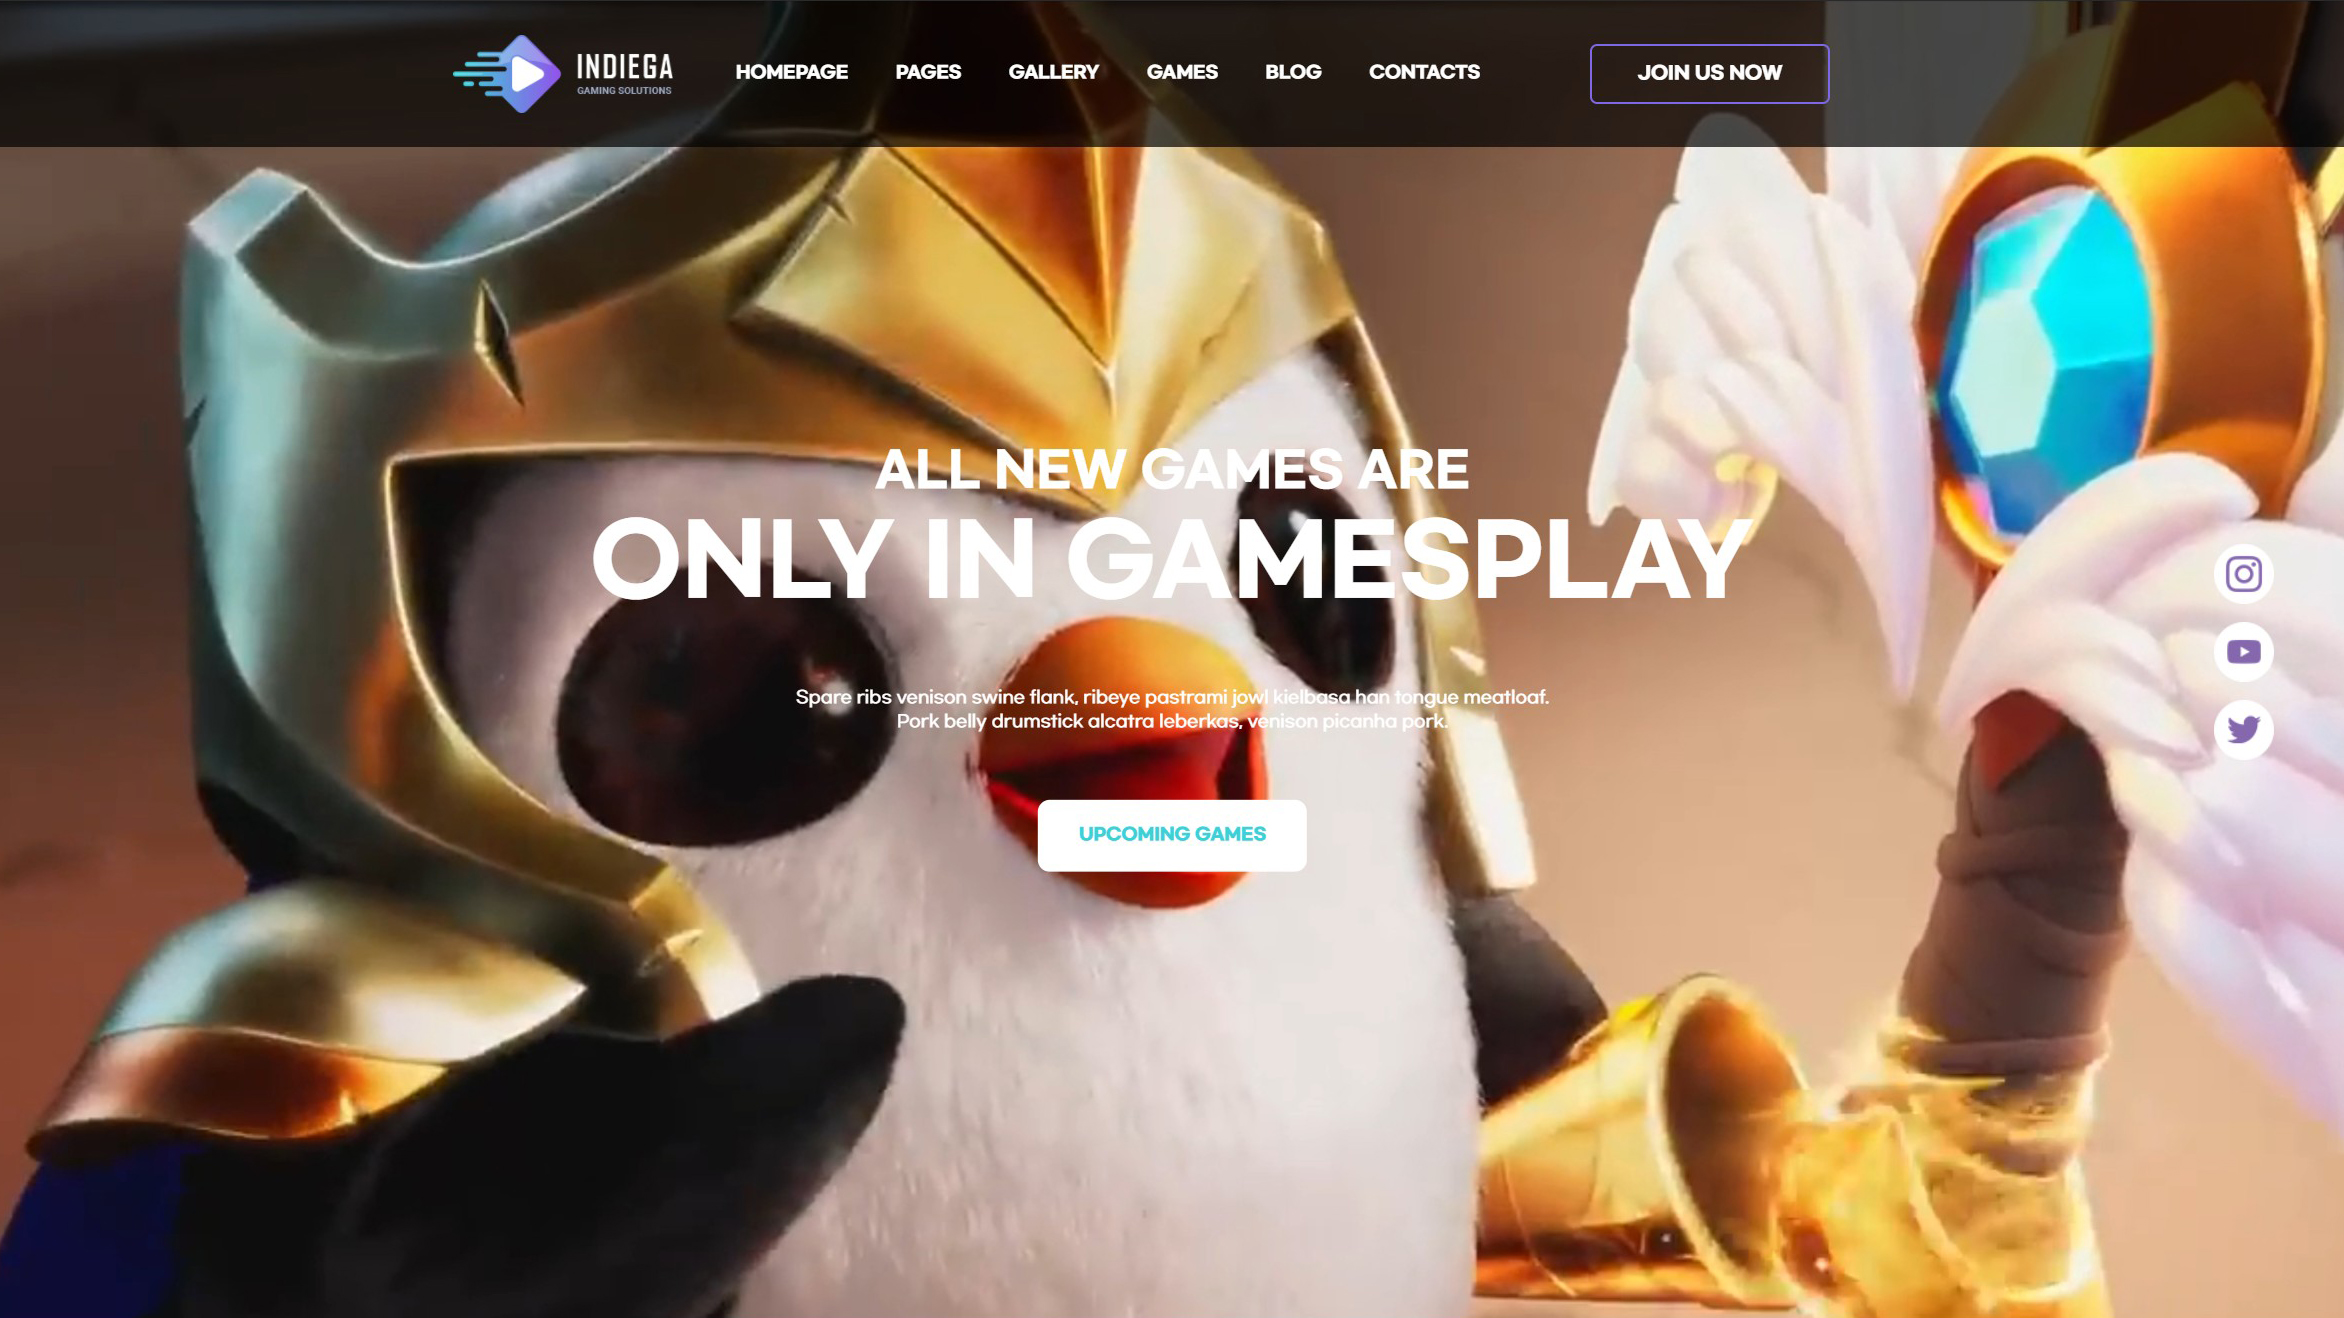 INDIEGA
GAMING SOLUTIONS
HOMEPAGE
PAGES
GALLERY
GAMES
BLOG
CONTACTS
JOIN US NOW
ALL NEW GAMES ARE
ONLY IN GAMESPLAY
Spare ribs venison swine flank, ribeye pastrami jowl kielbasa han tongue meatloaf.
Pork belly drumstick alcatra leberkas, venison picanha pork.
UPCOMING GAMES